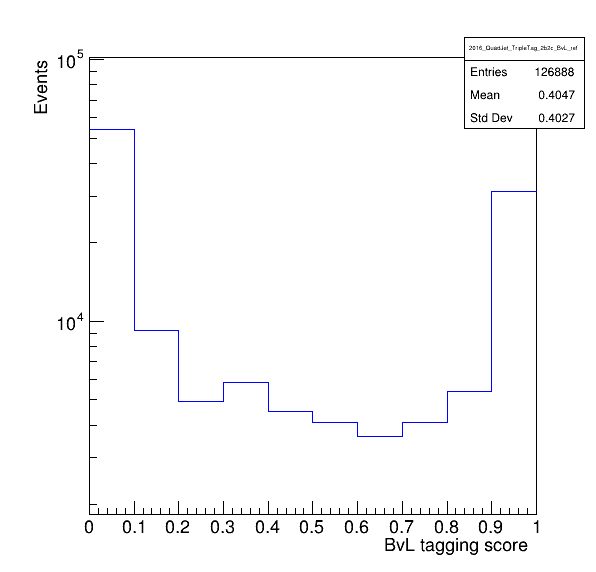 2016_QuadJet_TripleTag_2b2c_BvL_ref
Entries 126888
Mean 0.4047
Std Dev 0.4027
Events
10^5
10^4
0 0.1 0.2 0.3 0.4 0.5 0.6 0.7 0.8 0.9 1
BvL tagging score